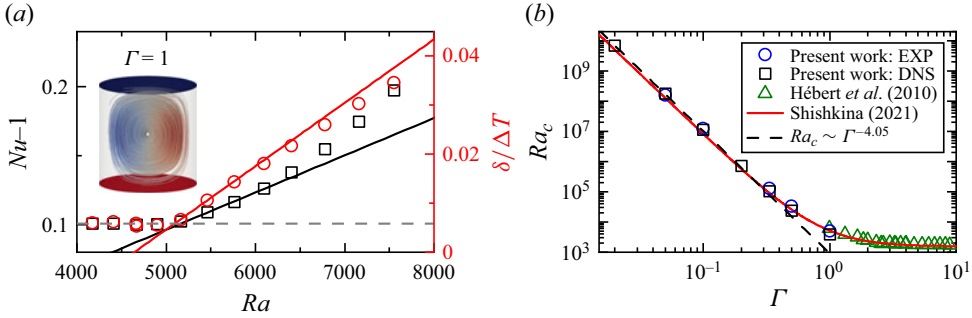 (a)
Γ = 1
Nu–1
0.2
0.1
0.04
0.02
0
δ/ΔT
4000 5000 6000 7000 8000
Ra
(b)
Present work: EXP
Present work: DNS
Hébert et al. (2010)
Shishkina (2021)
Ra_c ~ Γ^{−4.05}
Ra_c
10^9
10^7
10^5
10^3
10^{−1} 10^0 10^1
Γ